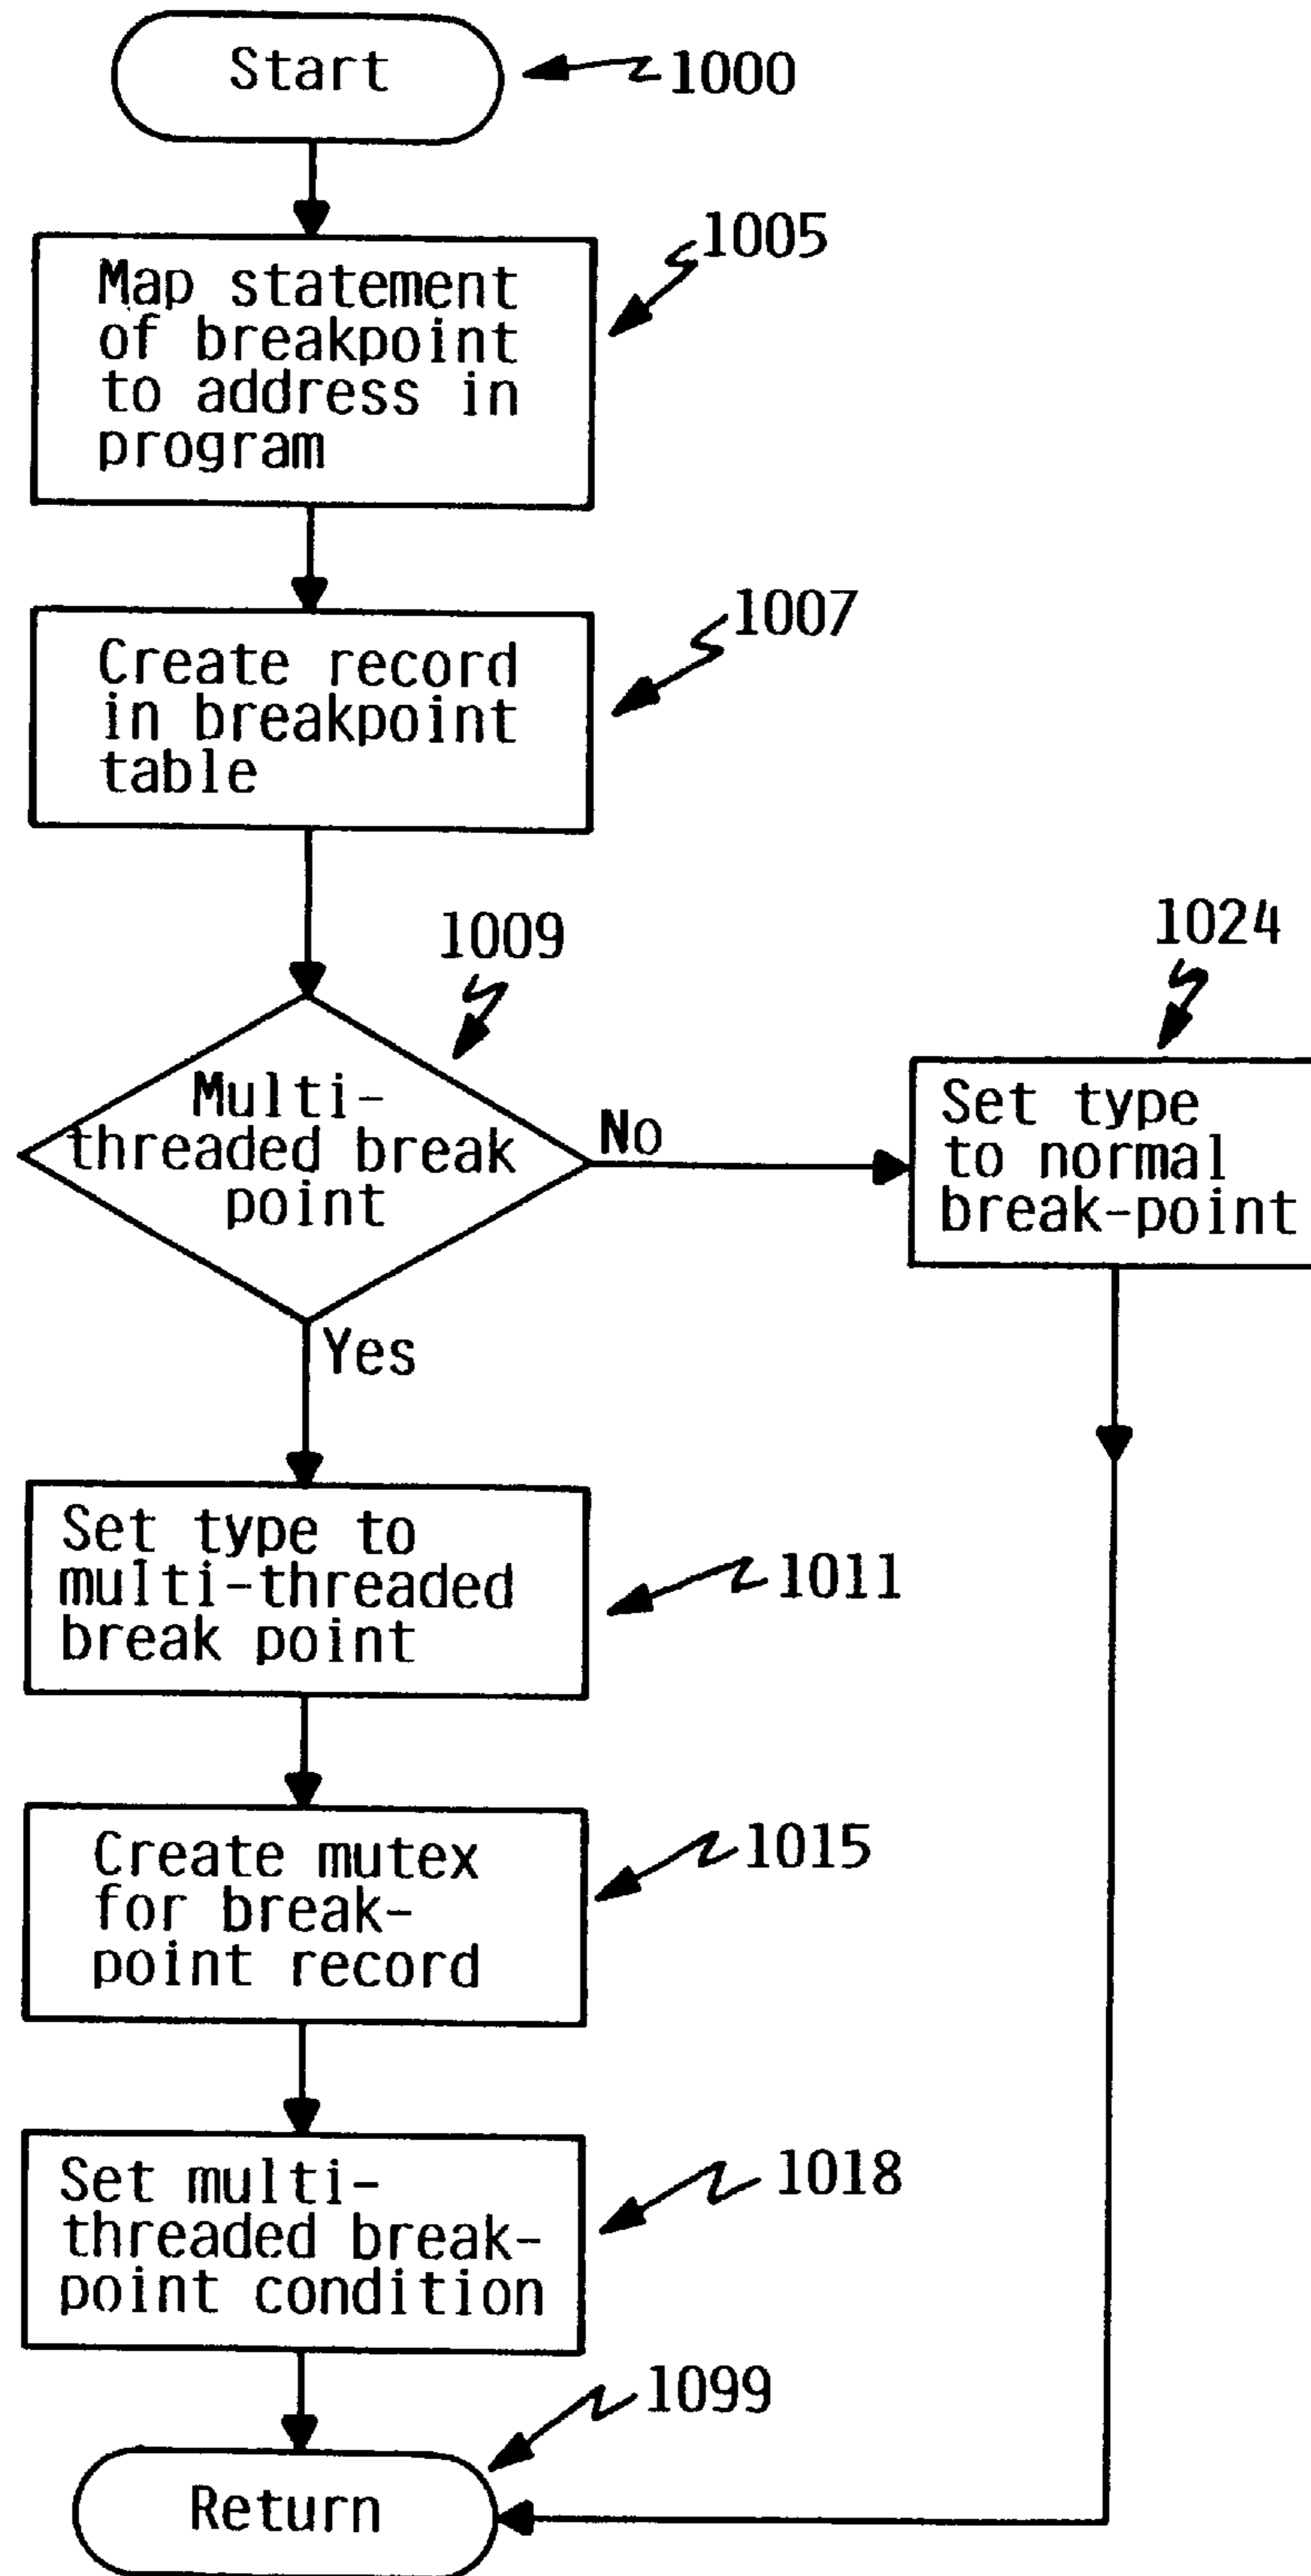 Start
1000
Map statement
of breakpoint
to address in
program
1005
Create record
in breakpoint
table
1007
1009
Multi-
threaded break
point
No
Yes
1024
Set type
to normal
break-point
Set type to
multi-threaded
break point
1011
Create mutex
for break-
point record
1015
Set multi-
threaded break-
point condition
1018
1099
Return